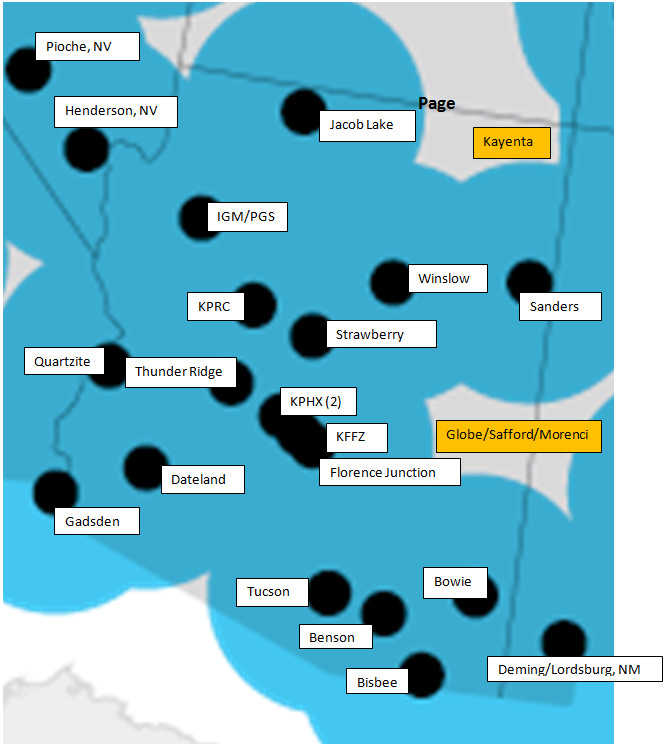 Pioche, NV
Henderson, NV
Page
Jacob Lake
Kayenta
IGM/PGS
Winslow
KPRC
Sanders
Strawberry
Quartzite
Thunder Ridge
KPHX (2)
KFFZ
Globe/Safford/Morenci
Florence Junction
Dateland
Gadsden
Tucson
Bowie
Benson
Bisbee
Deming/Lordsburg, NM